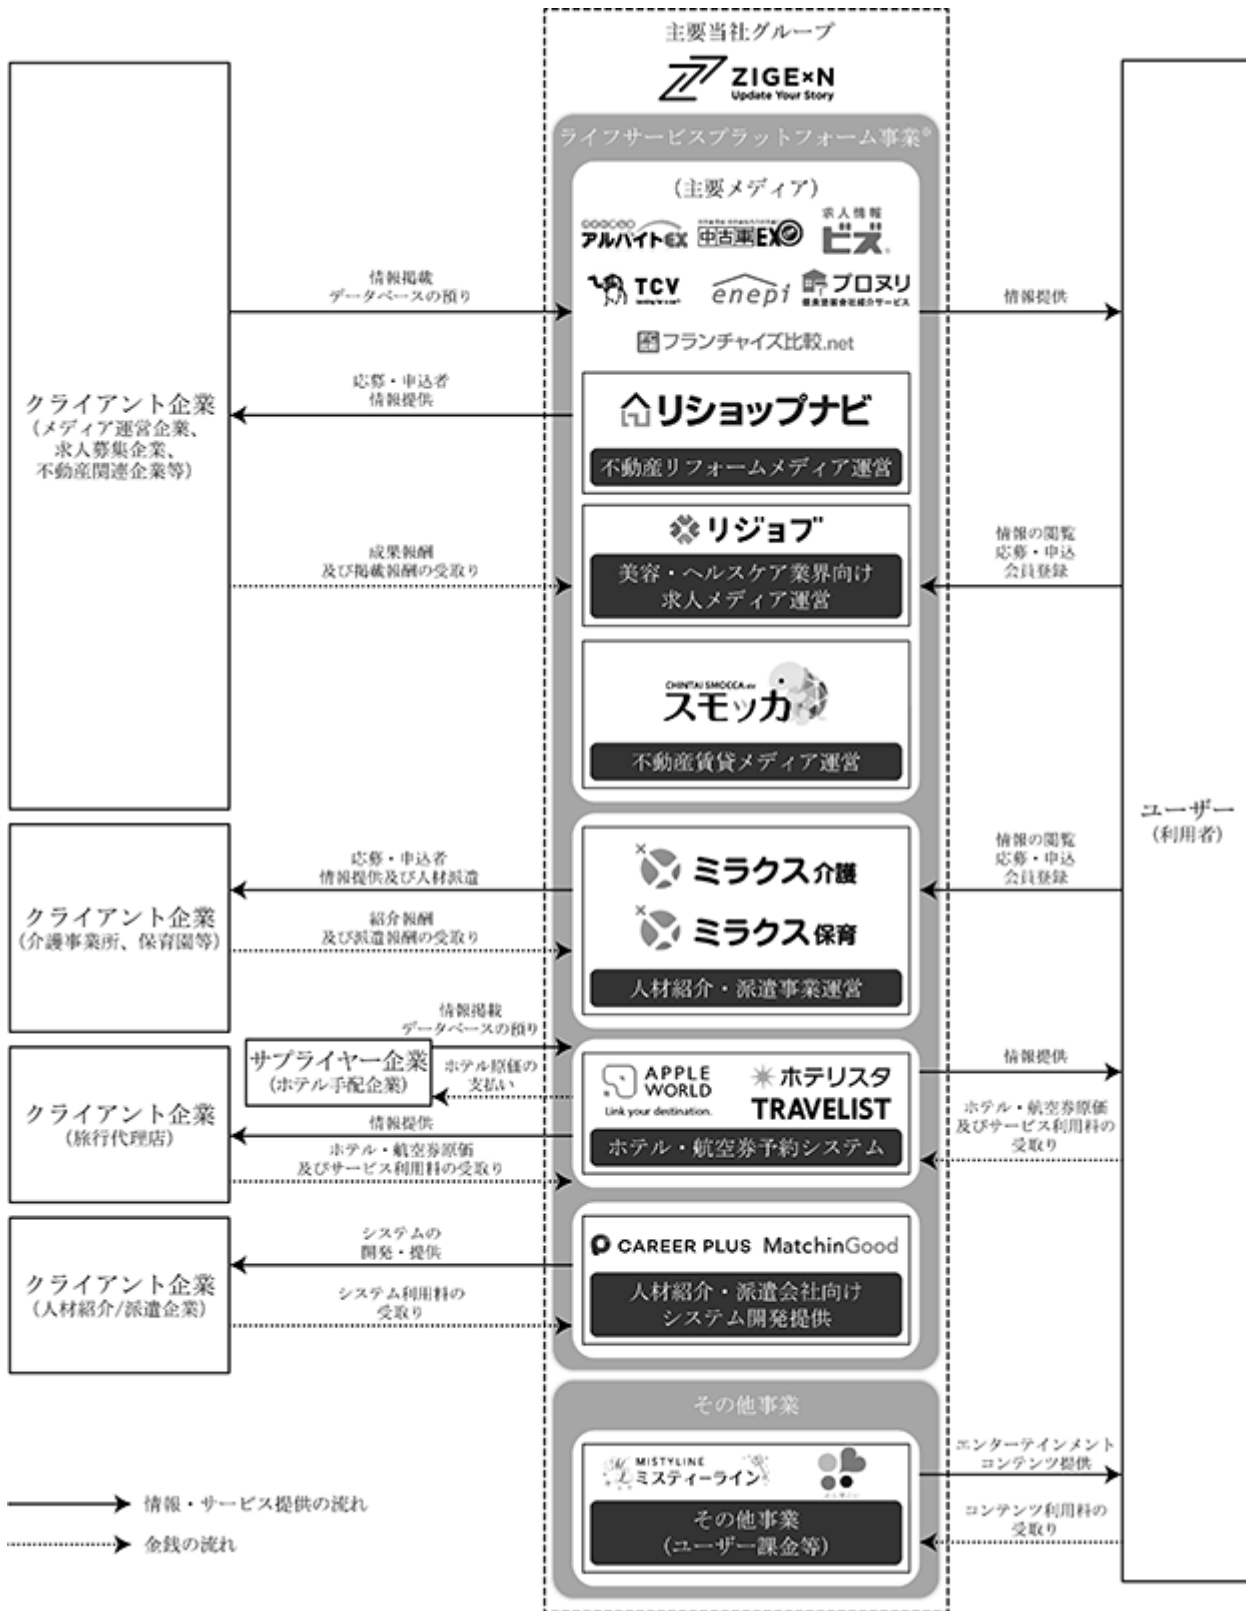 主要当社グループ
ZIGE×N
Update Your Story
ライフサービスプラットフォーム事業※
(主要メディア)
アルバイトEX
中古車EX
求人情報
ビズ
TCV
enepi
プロヌリ
優良塗装会社紹介サービス
フランチャイズ比較.net
リショップナビ
不動産リフォームメディア運営
リジョブ
美容・ヘルスケア業界向け
求人メディア運営
CHINTAI SMOCCA
スモッカ
不動産賃貸メディア運営
クライアント企業
(メディア運営企業、
求人募集企業、
不動産関連企業等)
情報掲載
データベースの預り
応募・申込者
情報提供
成果報酬
及び掲載報酬の受取り
情報提供
情報の閲覧
応募・申込
会員登録
ユーザー
(利用者)
クライアント企業
(介護事業所、保育園等)
応募・申込者
情報提供及び人材派遣
紹介報酬
及び派遣報酬の受取り
ミラクス介護
ミラクス保育
人材紹介・派遣事業運営
情報の閲覧
応募・申込
会員登録
情報掲載
データベースの預り
サプライヤー企業
(ホテル手配企業)
ホテル原価の
支払い
クライアント企業
(旅行代理店)
情報提供
ホテル・航空券原価
及びサービス利用料の受取り
APPLE
WORLD
Link your destination.
ホテリスタ
TRAVELIST
ホテル・航空券予約システム
情報提供
ホテル・航空券原価
及びサービス利用料の
受取り
クライアント企業
(人材紹介/派遣企業)
システムの
開発・提供
システム利用料の
受取り
CAREER PLUS
MatchinGood
人材紹介・派遣会社向け
システム開発提供
その他事業
MISTYLINE
ミスティーライン
その他事業
(ユーザー課金等)
エンターテインメント
コンテンツ提供
コンテンツ利用料の
受取り
情報・サービス提供の流れ
金銭の流れ